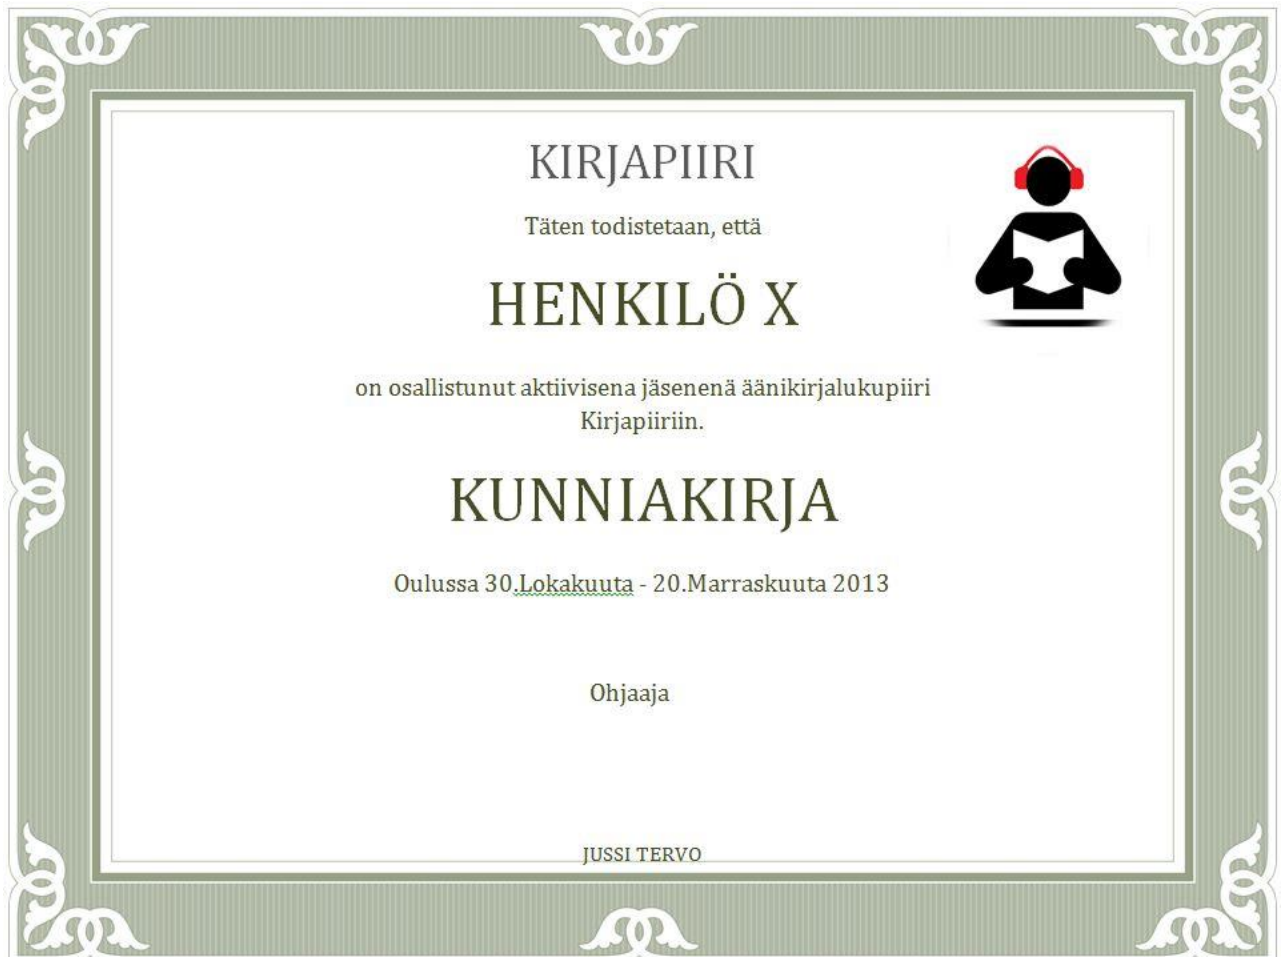 KIRJAPIIRI
Täten todistetaan, että
HENKILÖ X
on osallistunut aktiivisena jäsenenä äänikirjalukupiiri
Kirjapiiriin.
KUNNIAKIRJA
Oulussa 30.Lokakuuta - 20.Marraskuuta 2013
Ohjaaja
JUSSI TERVO